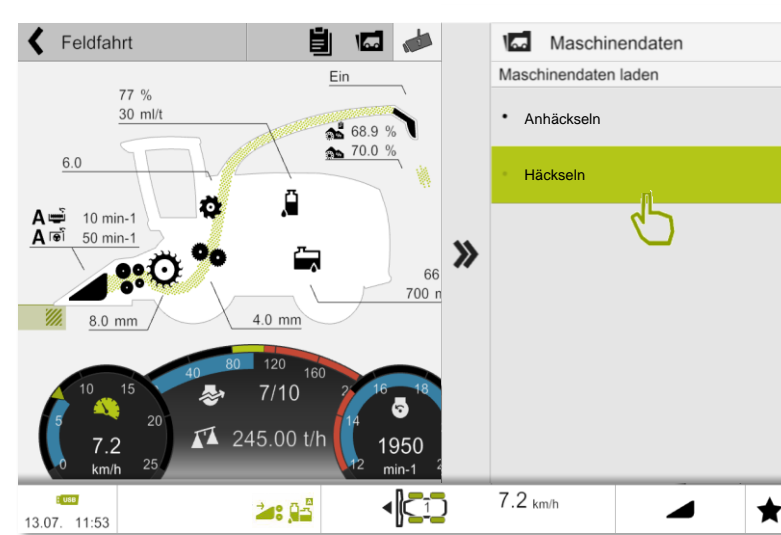 Feldfahrt
Maschinendaten
Maschinendaten laden
Anhäckseln
Häckseln
Ein
77 %
30 ml/t
68.9 %
70.0 %
6.0
A 10 min-1
A 50 min-1
66
700
8.0 mm
4.0 mm
0 5 10 15 20 25
7.2
km/h
40 80 120 160 2
7/10
245.00 t/h
12 14 16 18 2
1950
min-1
USB
13.07. 11:53
A
1
7.2 km/h